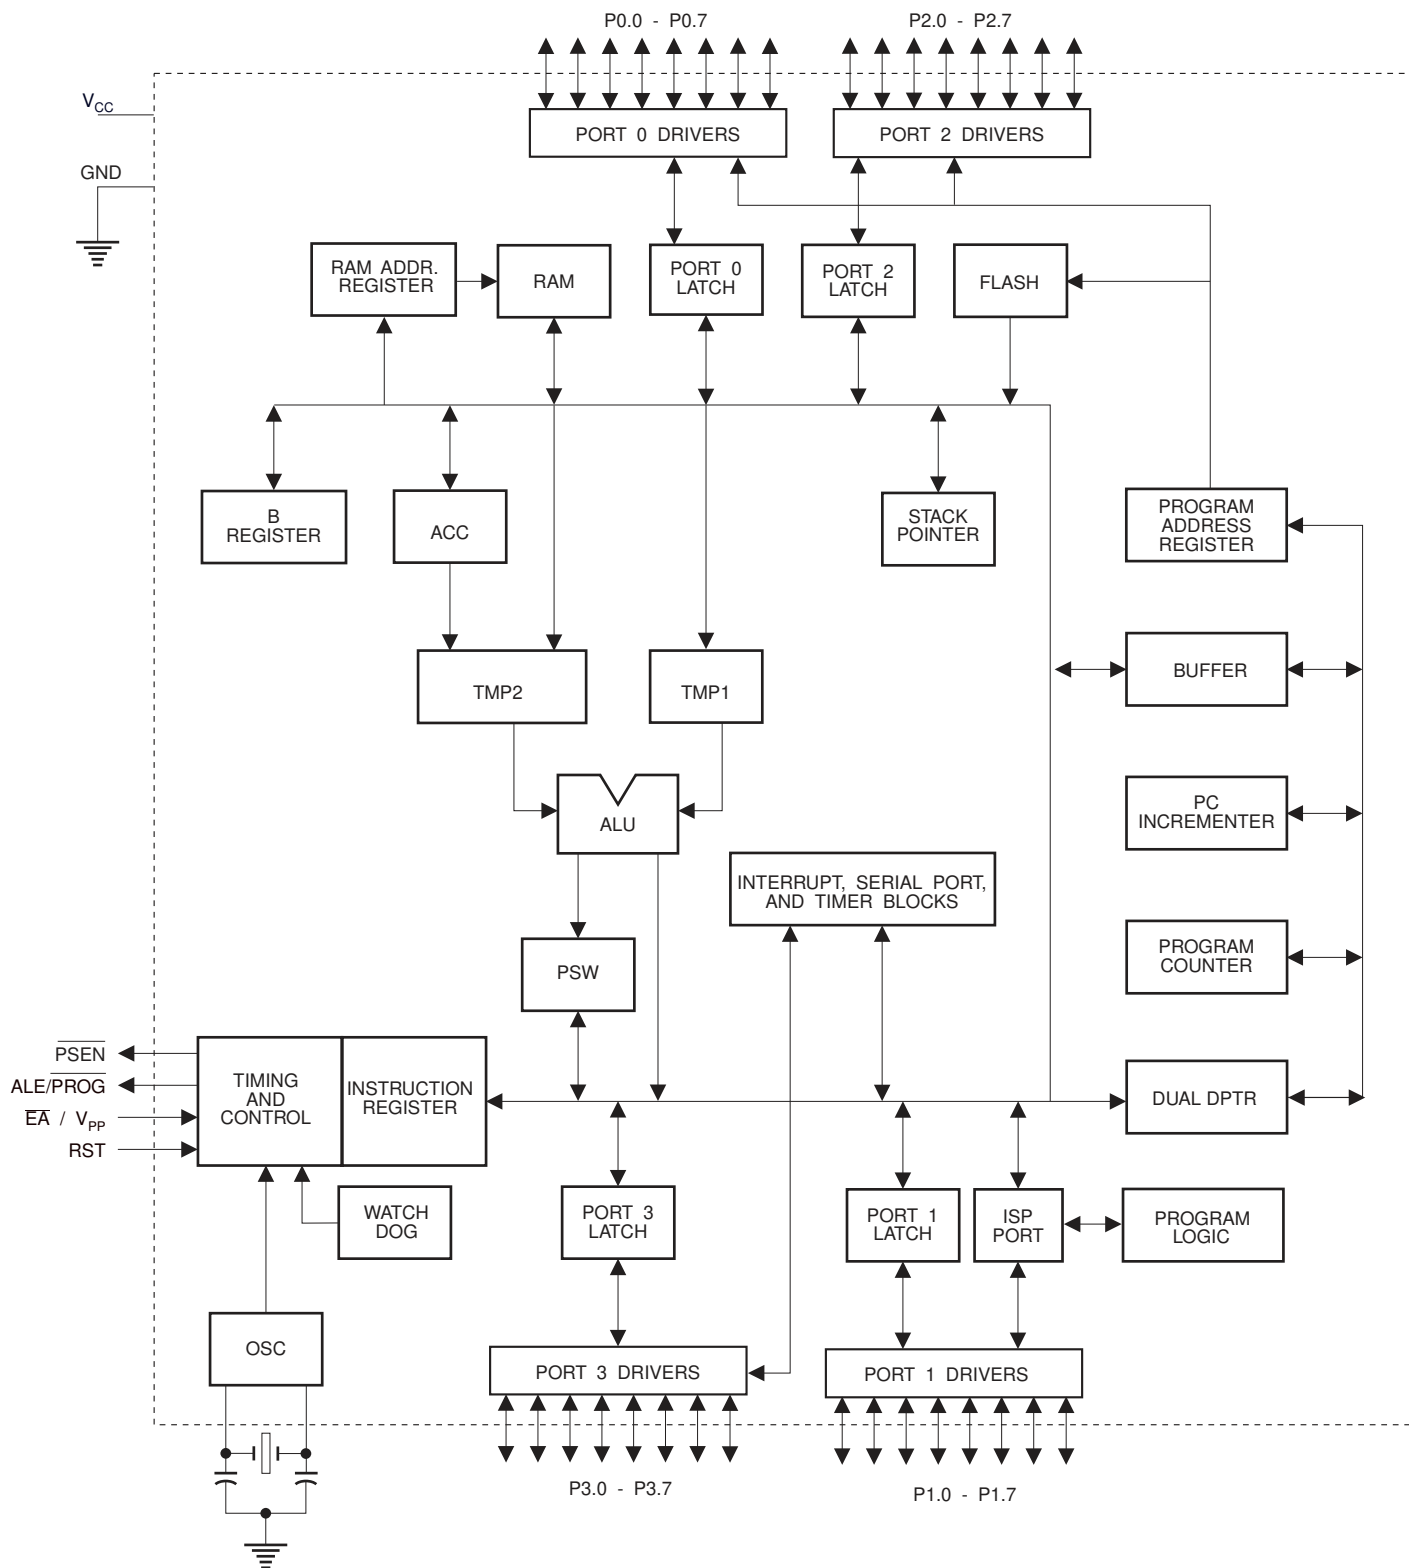 P0.0 - P0.7
P2.0 - P2.7
VCC
PORT 0 DRIVERS
PORT 2 DRIVERS
GND
RAM ADDR.
REGISTER
RAM
PORT 0
LATCH
PORT 2
LATCH
FLASH
B
REGISTER
ACC
STACK
POINTER
PROGRAM
ADDRESS
REGISTER
TMP2
TMP1
BUFFER
ALU
PC
INCREMENTER
INTERRUPT, SERIAL PORT,
AND TIMER BLOCKS
PSW
PROGRAM
COUNTER
PSEN
ALE/PROG
EA / VPP
RST
TIMING
AND
CONTROL
INSTRUCTION
REGISTER
DUAL DPTR
WATCH
DOG
PORT 3
LATCH
PORT 1
LATCH
ISP
PORT
PROGRAM
LOGIC
OSC
PORT 3 DRIVERS
PORT 1 DRIVERS
P3.0 - P3.7
P1.0 - P1.7